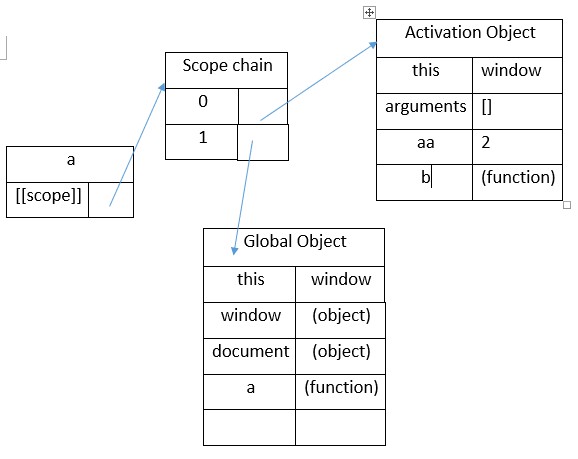 Activation Object
this window
arguments []
aa 2
b (function)
Scope chain
0
1
a
[[scope]]
Global Object
this window
window (object)
document (object)
a (function)